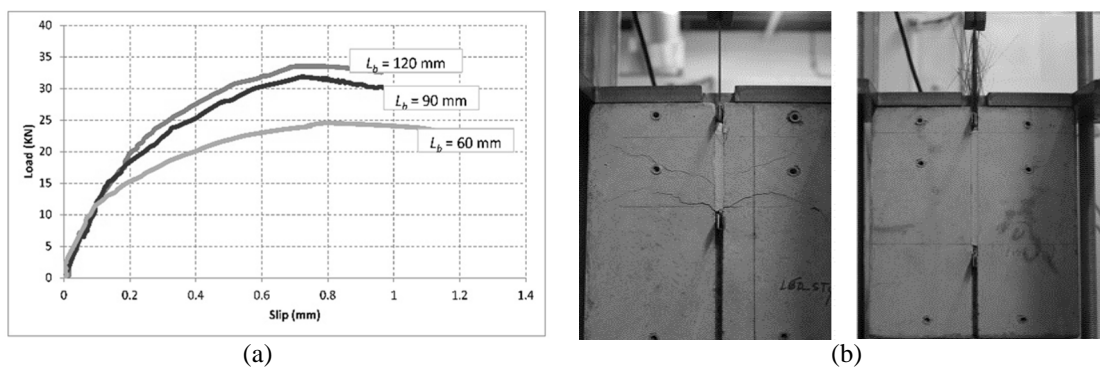 40
35
30
25
20
15
10
5
0
Load (KN)
L_b = 120 mm
L_b = 90 mm
L_b = 60 mm
0 0.2 0.4 0.6 0.8 1 1.2 1.4
Slip (mm)
(a)
(b)